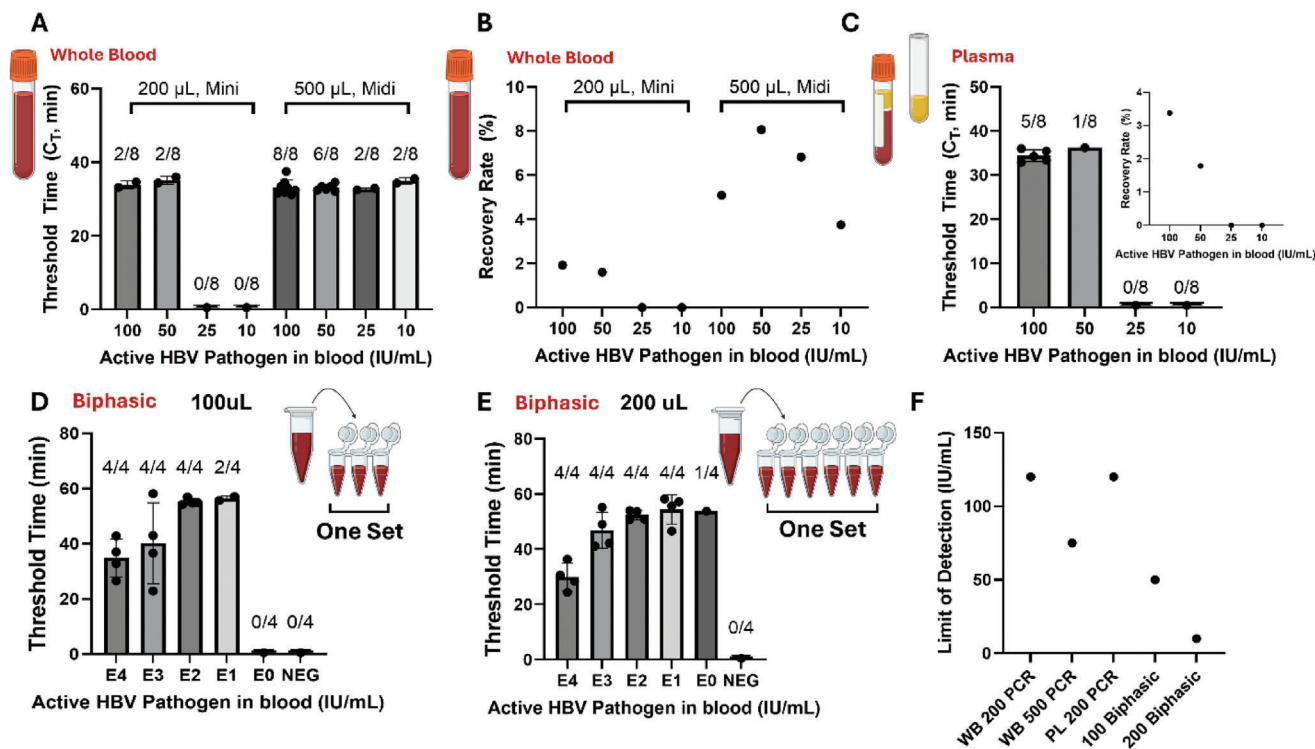 A
Whole Blood
200 µL, Mini
500 µL, Midi
Threshold Time (C_T, min)
60
40
20
0
2/8
2/8
0/8
0/8
8/8
6/8
2/8
2/8
100
50
25
10
100
50
25
10
Active HBV Pathogen in blood (IU/mL)
B
Whole Blood
200 µL, Mini
500 µL, Midi
Recovery Rate (%)
10
8
6
4
2
0
100
50
25
10
100
50
25
10
Active HBV Pathogen in blood (IU/mL)
C
Plasma
Threshold Time (C_T, min)
50
40
30
20
10
0
5/8
1/8
0/8
0/8
100
50
25
10
Active HBV Pathogen in blood (IU/mL)
Recovery Rate (%)
4
3
2
1
0
100
50
25
10
Active HBV Pathogen in blood (IU/mL)
D
Biphasic
100uL
Threshold Time (min)
80
60
40
20
0
4/4
4/4
4/4
2/4
0/4
0/4
One Set
E4
E3
E2
E1
E0
NEG
Active HBV Pathogen in blood (IU/mL)
E
Biphasic
200 uL
Threshold Time (min)
80
60
40
20
0
4/4
4/4
4/4
4/4
1/4
0/4
One Set
E4
E3
E2
E1
E0
NEG
Active HBV Pathogen in blood (IU/mL)
F
Limit of Detection (IU/mL)
150
100
50
0
WB 200 PCR
WB 500 PCR
PL 200 PCR
100 Biphasic
200 Biphasic